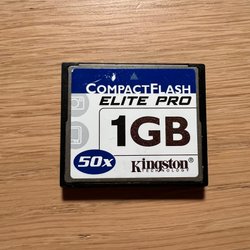 COMPACTFLASH
ELITE PRO
1GB
50x
Kingston
TECHNOLOGY